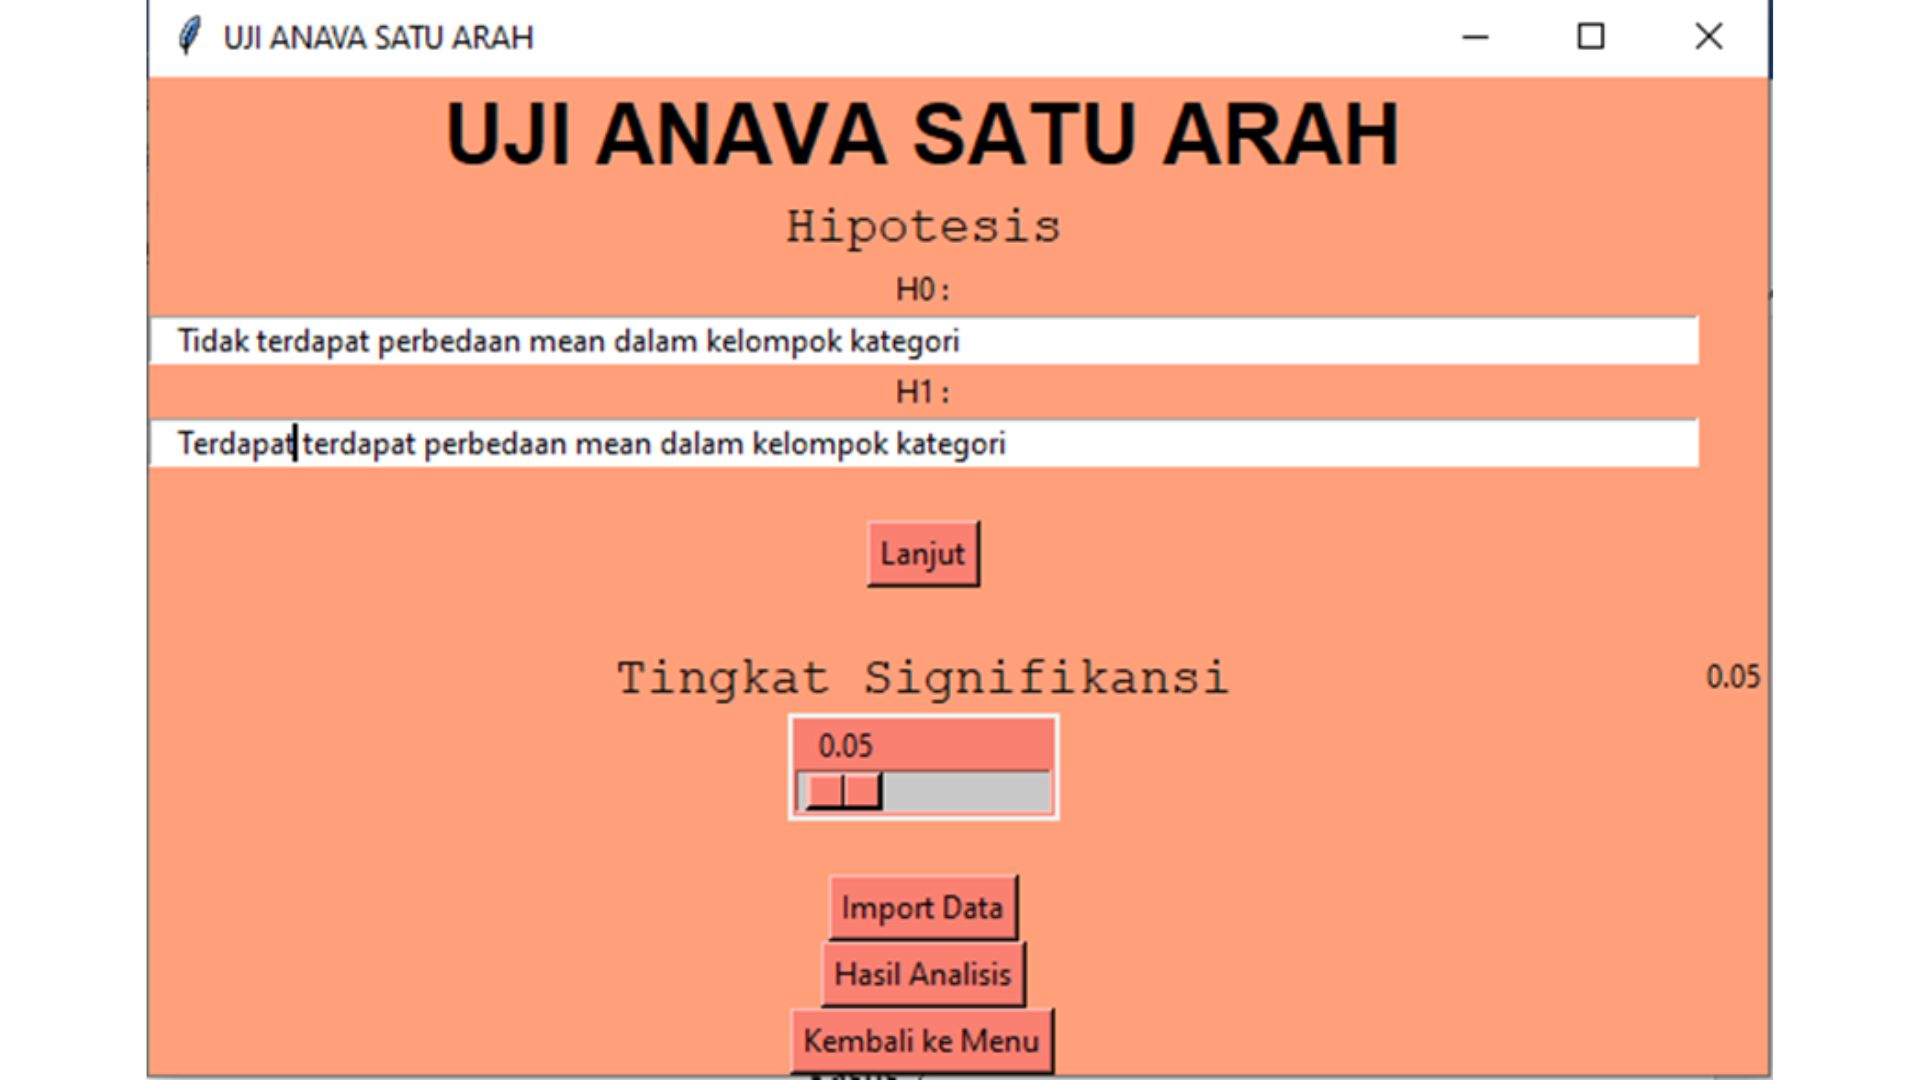 UJI ANAVA SATU ARAH
UJI ANAVA SATU ARAH
Hipotesis
H0 :
Tidak terdapat perbedaan mean dalam kelompok kategori
H1 :
Terdapat terdapat perbedaan mean dalam kelompok kategori
Lanjut
Tingkat Signifikansi 0.05
0.05
Import Data
Hasil Analisis
Kembali ke Menu